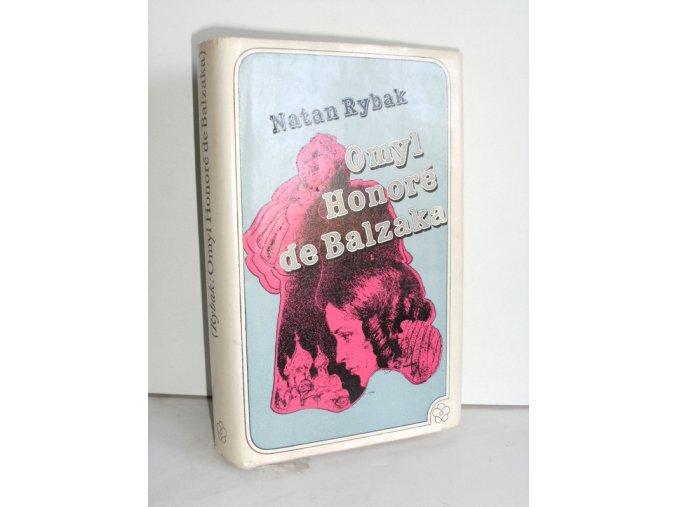 Natan Rybak
Omyl
Honoré
de Balzaka
(Rybak: Omyl Honoré de Balzaka)